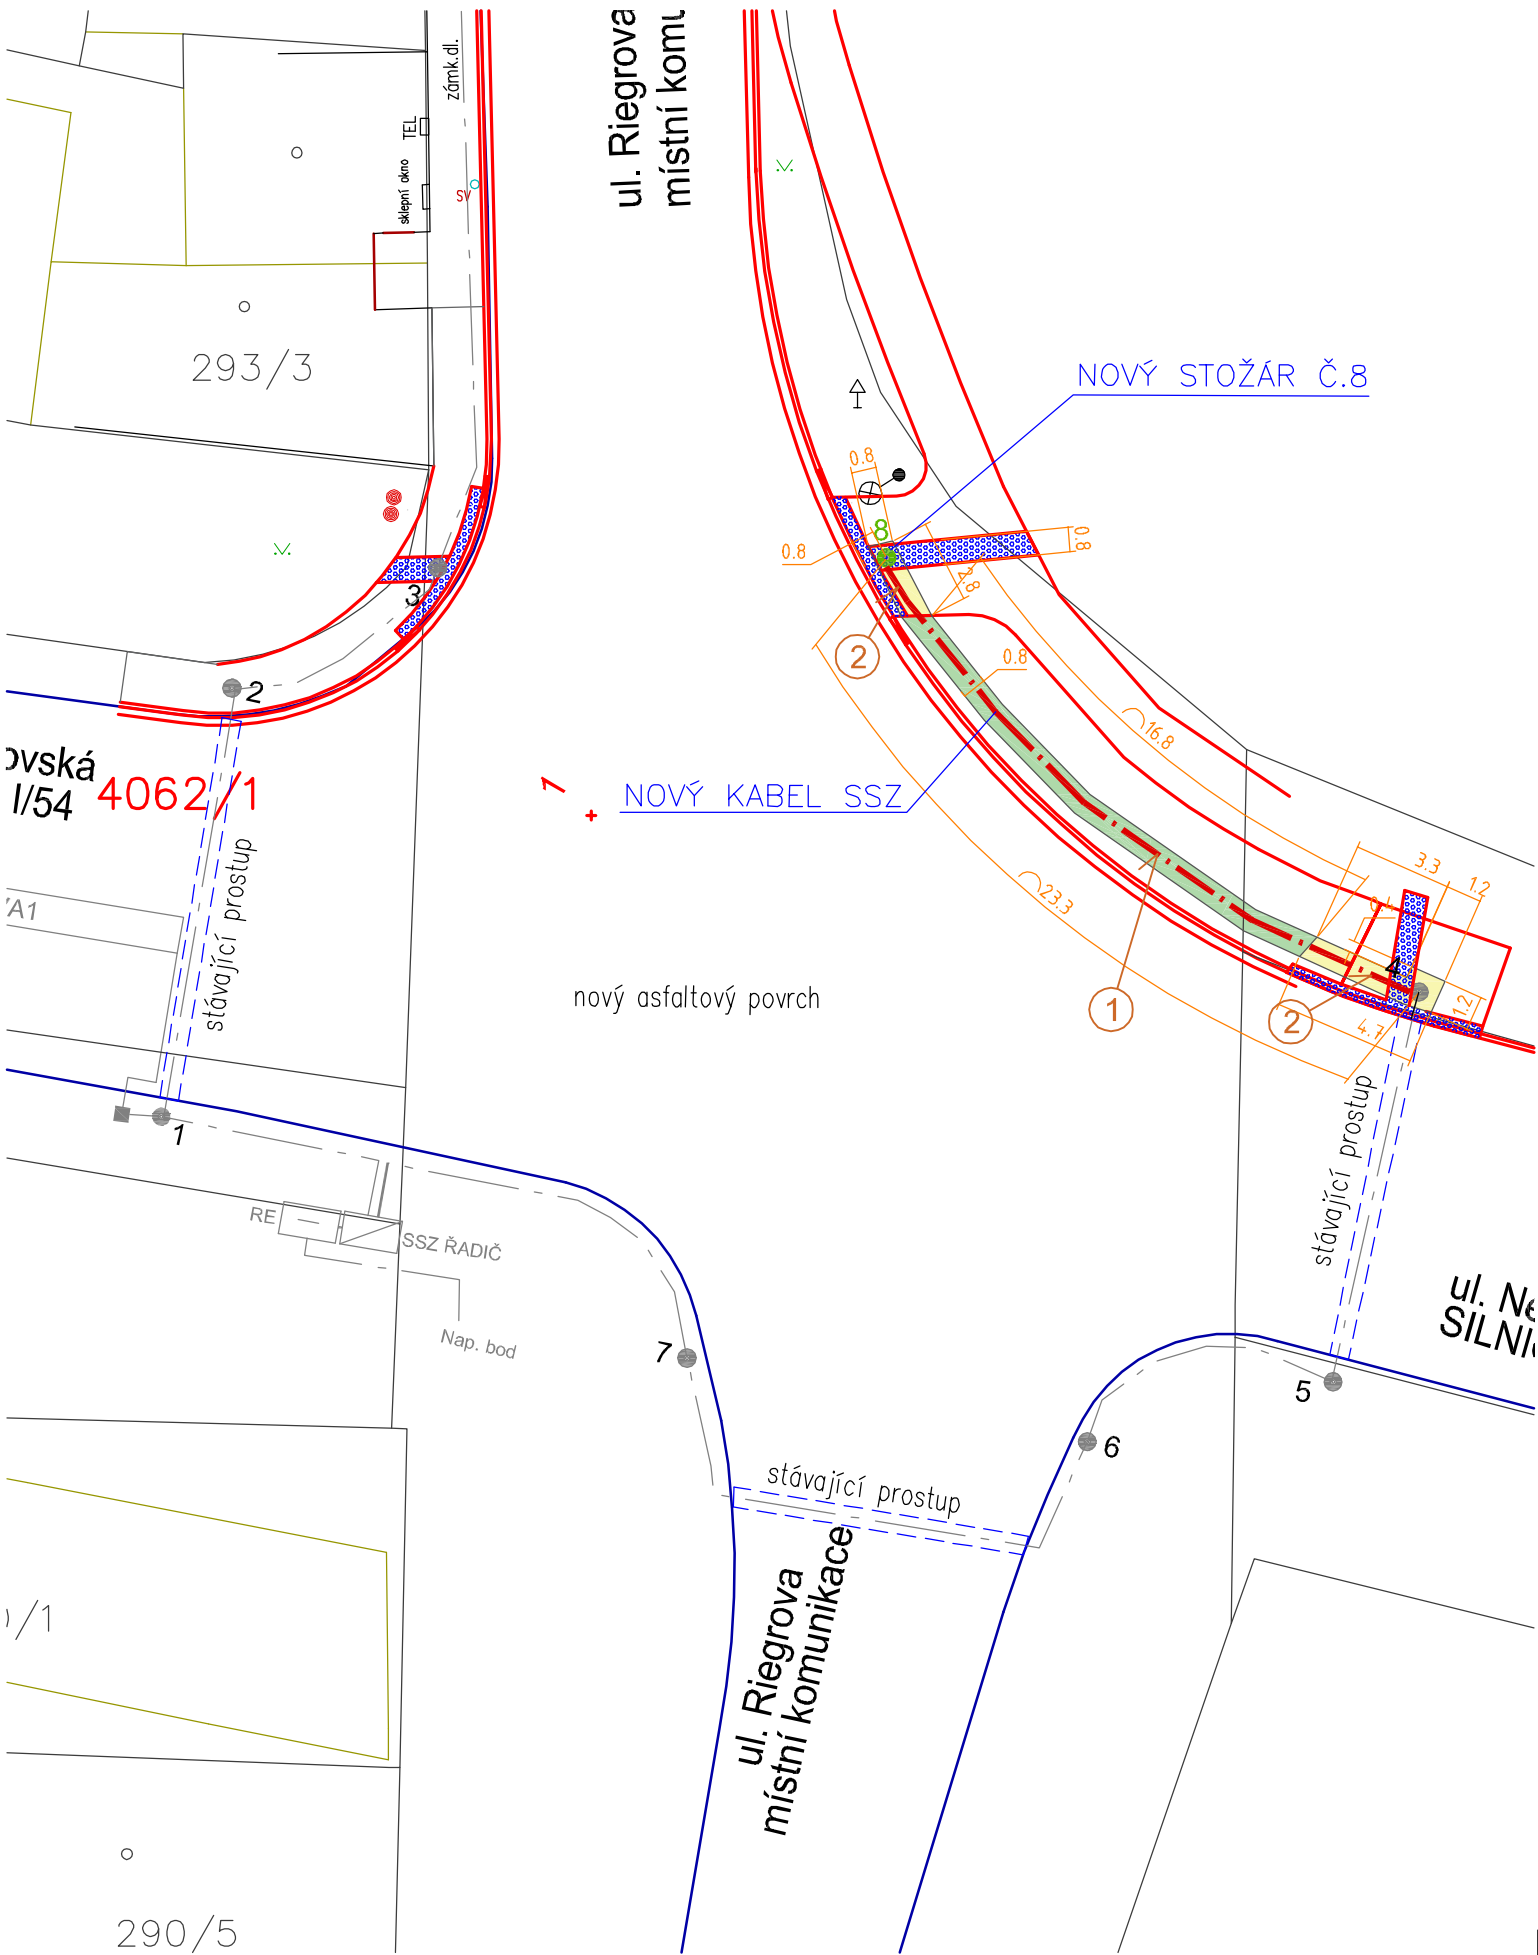 zámk.dl.
TEL
sklepní okno
SV
ul. Riegrova
místní komu
293/3
NOVÝ STOŽÁR Č.8
0.8
8
0.8
0.8
2.8
2
0.8
3
2
16.8
ovská
I/54
4062/1
1
NOVÝ KABEL SSZ
stávající prostup
23.3
3.3
1.2
4
1.2
/A1
nový asfaltový povrch
1
2
4.7
stávající prostup
1
RE
SSZ ŘADIČ
Nap. bod
ul. Ne
SILNI
7
5
6
stávající prostup
ul. Riegrova
místní komunikace
/1
290/5